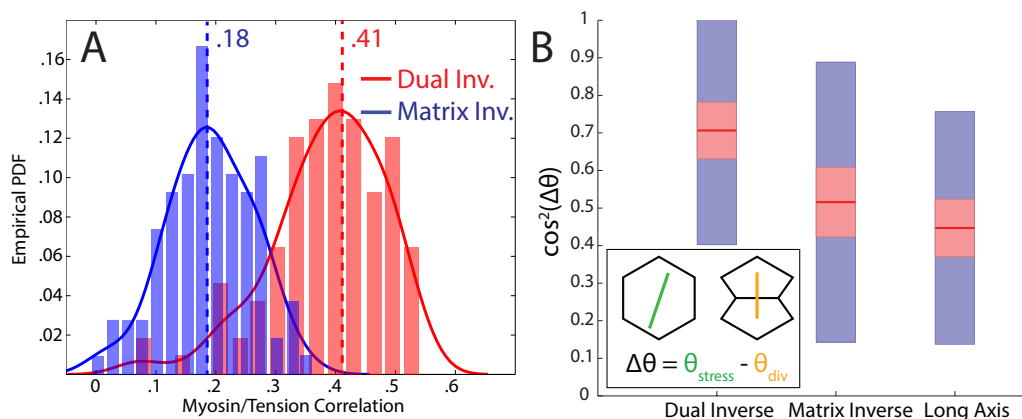 A
.18
.41
Dual Inv.
Matrix Inv.
Empirical PDF
.16
.14
.12
.10
.08
.06
.04
.02
0 .1 .2 .3 .4 .5 .6
Myosin/Tension Correlation
B
cos²(Δθ)
1
0.9
0.8
0.7
0.6
0.5
0.4
0.3
0.2
0.1
0
Δθ = θstress - θdiv
Dual Inverse Matrix Inverse Long Axis